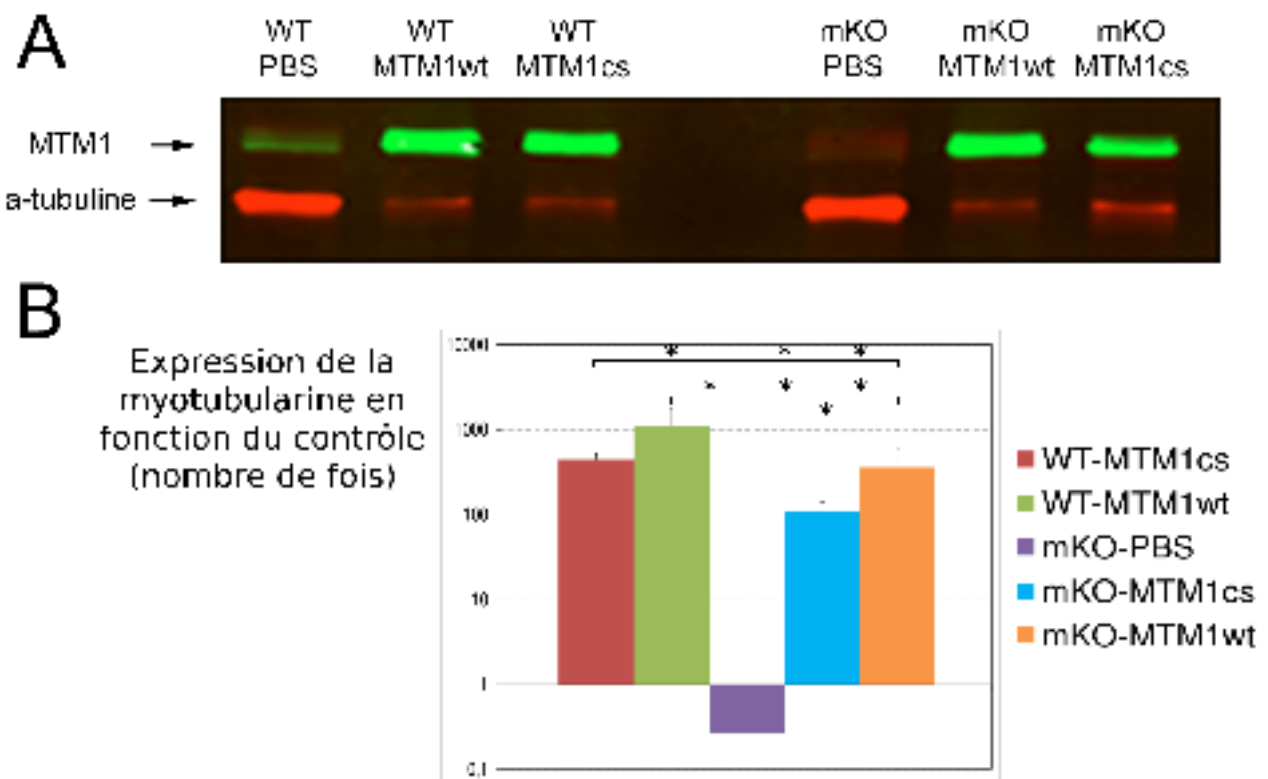 A
WT
PBS
WT
MTM1wt
WT
MTM1cs
mKO
PBS
mKO
MTM1wt
mKO
MTM1cs
MTM1
a-tubuline
B
Expression de la
myotubularine en
fonction du contrôle
(nombre de fois)
10000
1000
100
10
1
0,1
* * *
* * *
*
WT-MTM1cs
WT-MTM1wt
mKO-PBS
mKO-MTM1cs
mKO-MTM1wt